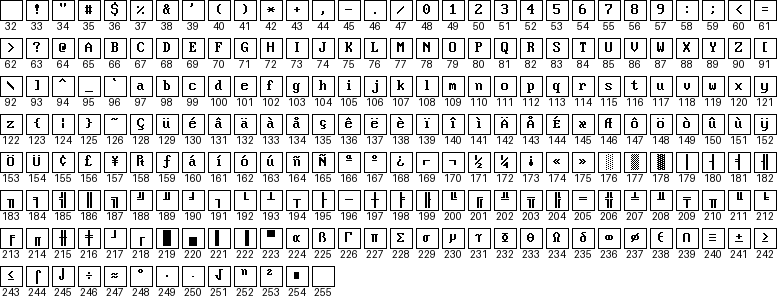 ! " # $ % & ' ( ) * + , - . / 0 1 2 3 4 5 6 7 8 9 : ; < =
32 33 34 35 36 37 38 39 40 41 42 43 44 45 46 47 48 49 50 51 52 53 54 55 56 57 58 59 60 61
> ? @ A B C D E F G H I J K L M N O P Q R S T U V W X Y Z [
62 63 64 65 66 67 68 69 70 71 72 73 74 75 76 77 78 79 80 81 82 83 84 85 86 87 88 89 90 91
\ ] ^ _ ` a b c d e f g h i j k l m n o p q r s t u v w x y
92 93 94 95 96 97 98 99 100 101 102 103 104 105 106 107 108 109 110 111 112 113 114 115 116 117 118 119 120 121
z { ¦ } ~ Ç ü é â ä à å ç ê ë è ï î ì Ä Å É æ Æ ô ö ò û ù ÿ
122 123 124 125 126 128 129 130 131 132 133 134 135 136 137 138 139 140 141 142 143 144 145 146 147 148 149 150 151 152
Ö Ü ¢ £ ¥ ₧ ƒ á í ó ú ñ Ñ ª º ¿ ⌐ ¬ ½ ¼ ¡ « » ░ ▒ ▓ │ ┤ ╡ ╢
153 154 155 156 157 158 159 160 161 162 163 164 165 166 167 168 169 170 171 172 173 174 175 176 177 178 179 180 181 182
╖ ╕ ╣ ║ ╗ ╝ ╜ ╛ ┐ └ ┴ ┬ ├ ─ ┼ ╞ ╟ ╚ ╔ ╩ ╦ ╠ ═ ╬ ╧ ╨ ╤ ╥ ╙ ╘
183 184 185 186 187 188 189 190 191 192 193 194 195 196 197 198 199 200 201 202 203 204 205 206 207 208 209 210 211 212
╒ ╓ ╫ ╪ ┘ ┌ █ ▄ ▌ ▐ ▀ α ß Γ π Σ σ µ τ Φ Θ Ω δ ∞ φ ε ∩ ≡ ± ≥
213 214 215 216 217 218 219 220 221 222 223 224 225 226 227 228 229 230 231 232 233 234 235 236 237 238 239 240 241 242
≤ ⌠ ⌡ ÷ ≈ ° ∙ · √ ⁿ ² ■
243 244 245 246 247 248 249 250 251 252 253 254 255